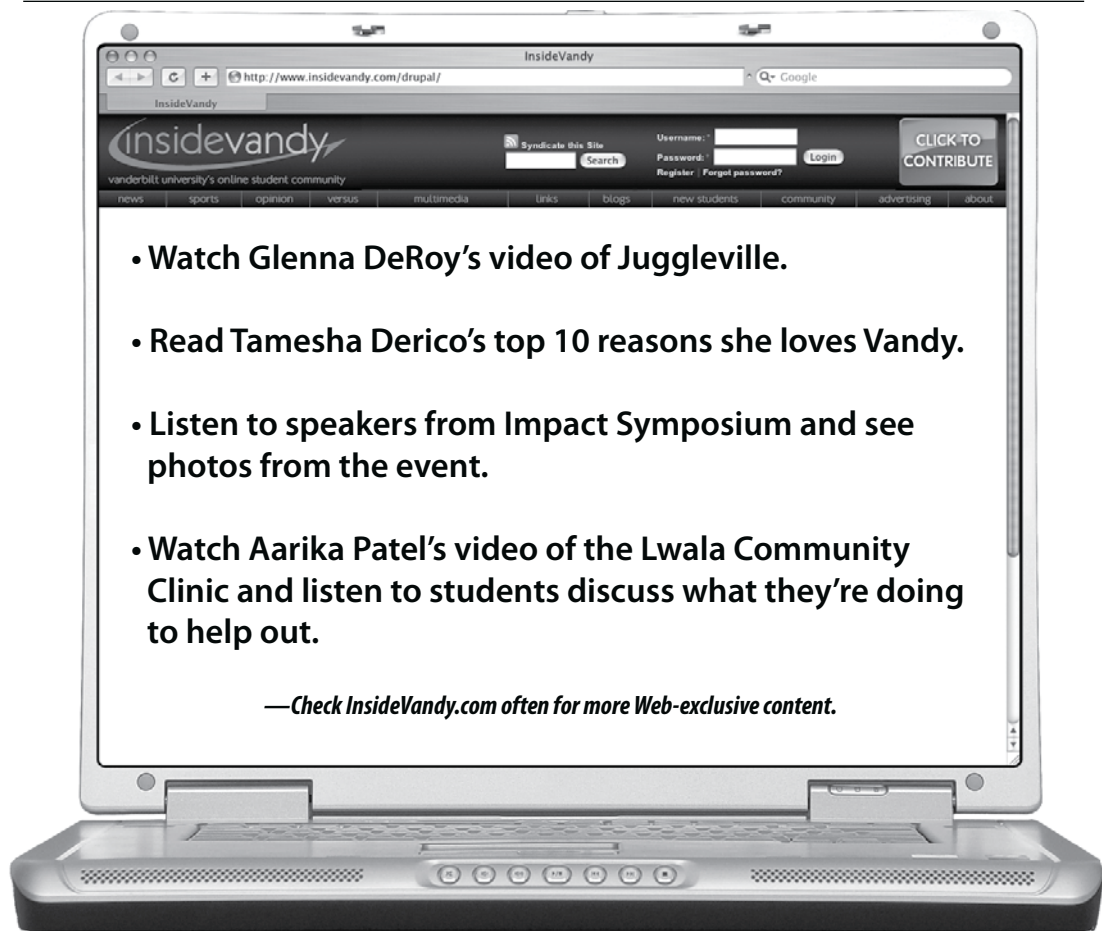 InsideVandy
http://www.insidevandy.com/drupal/
Google
InsideVandy
insidevandy
vanderbilt university's online student community
Syndicate this Site
Search
Username: *
Password: *
Login
Register | Forgot password?
CLICK TO
CONTRIBUTE
news sports opinion versus multimedia links blogs new students community advertising about
• Watch Glenna DeRoy’s video of Juggleville.
• Read Tamesha Derico’s top 10 reasons she loves Vandy.
• Listen to speakers from Impact Symposium and see
photos from the event.
• Watch Aarika Patel’s video of the Lwala Community
Clinic and listen to students discuss what they’re doing
to help out.
—Check InsideVandy.com often for more Web-exclusive content.